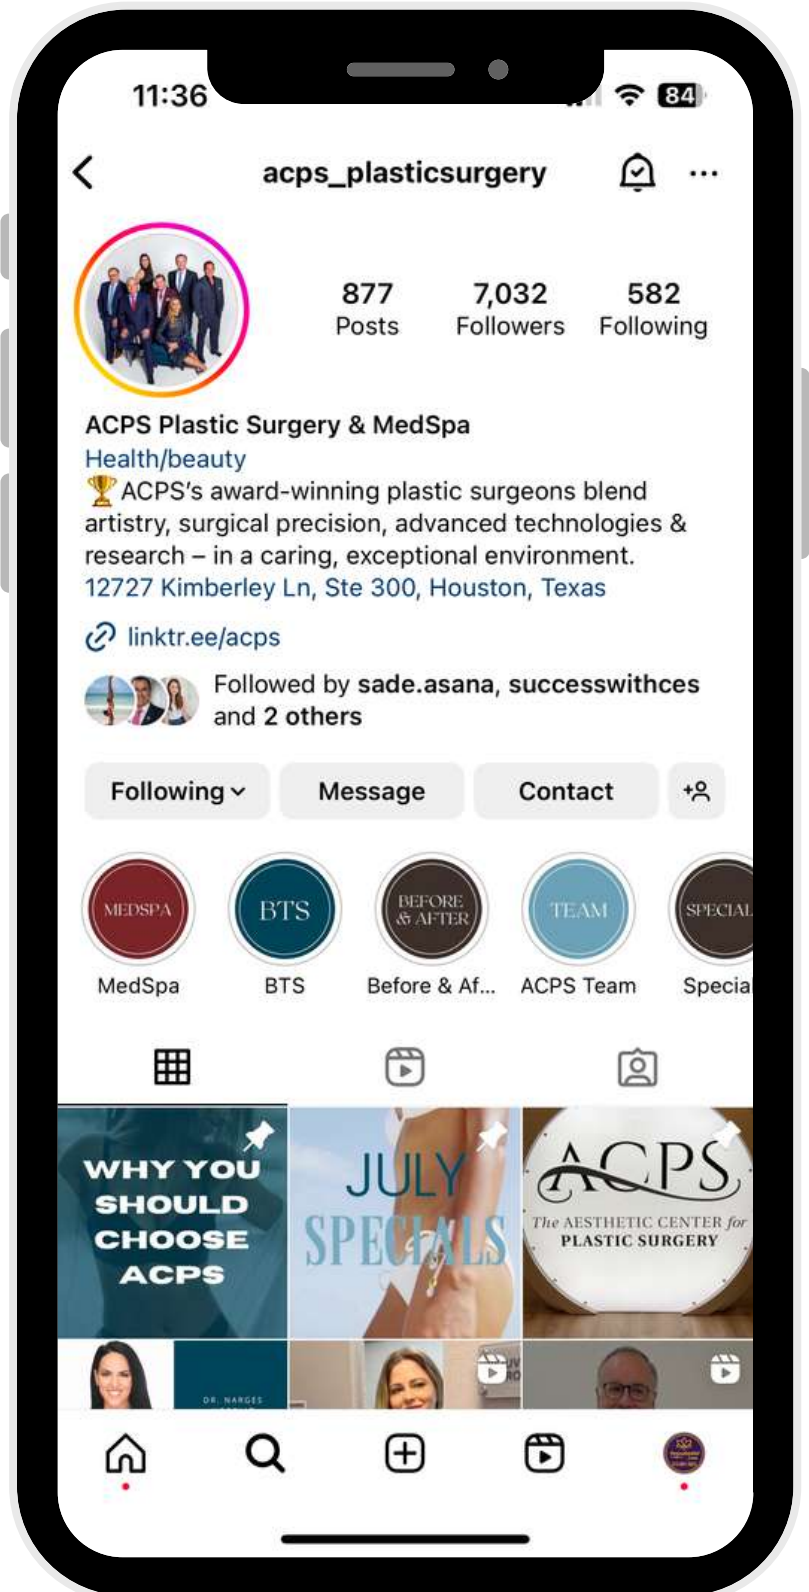 11:36
84
acps_plasticsurgery
877
Posts
7,032
Followers
582
Following
ACPS Plastic Surgery & MedSpa
Health/beauty
🏆ACPS’s award-winning plastic surgeons blend
artistry, surgical precision, advanced technologies &
research – in a caring, exceptional environment.
12727 Kimberley Ln, Ste 300, Houston, Texas
linktr.ee/acps
Followed by sade.asana, successwithces
and 2 others
Following
Message
Contact
MEDSPA
BTS
BEFORE
& AFTER
TEAM
SPECIAL
MedSpa
BTS
Before & Af...
ACPS Team
Special
WHY YOU
SHOULD
CHOOSE
ACPS
JULY
SPECIALS
ACPS
The AESTHETIC CENTER for
PLASTIC SURGERY
DR. NARGES